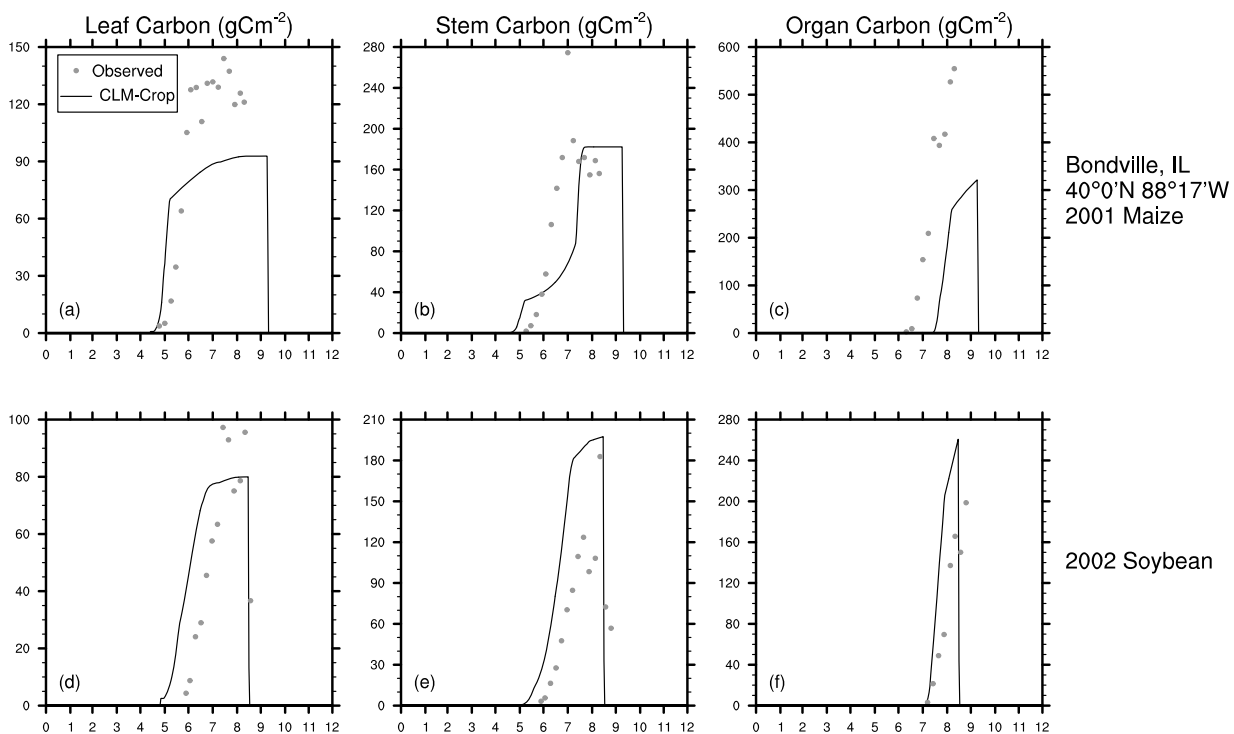 Leaf Carbon (gCm-2)
Stem Carbon (gCm-2)
Organ Carbon (gCm-2)
150
120
90
60
30
0
Observed
CLM-Crop
(a)
0 1 2 3 4 5 6 7 8 9 10 11 12
280
240
200
160
120
80
40
0
(b)
0 1 2 3 4 5 6 7 8 9 10 11 12
600
500
400
300
200
100
0
(c)
0 1 2 3 4 5 6 7 8 9 10 11 12
Bondville, IL
40°0'N 88°17'W
2001 Maize
100
80
60
40
20
0
(d)
0 1 2 3 4 5 6 7 8 9 10 11 12
210
180
150
120
90
60
30
0
(e)
0 1 2 3 4 5 6 7 8 9 10 11 12
280
240
200
160
120
80
40
0
(f)
0 1 2 3 4 5 6 7 8 9 10 11 12
2002 Soybean